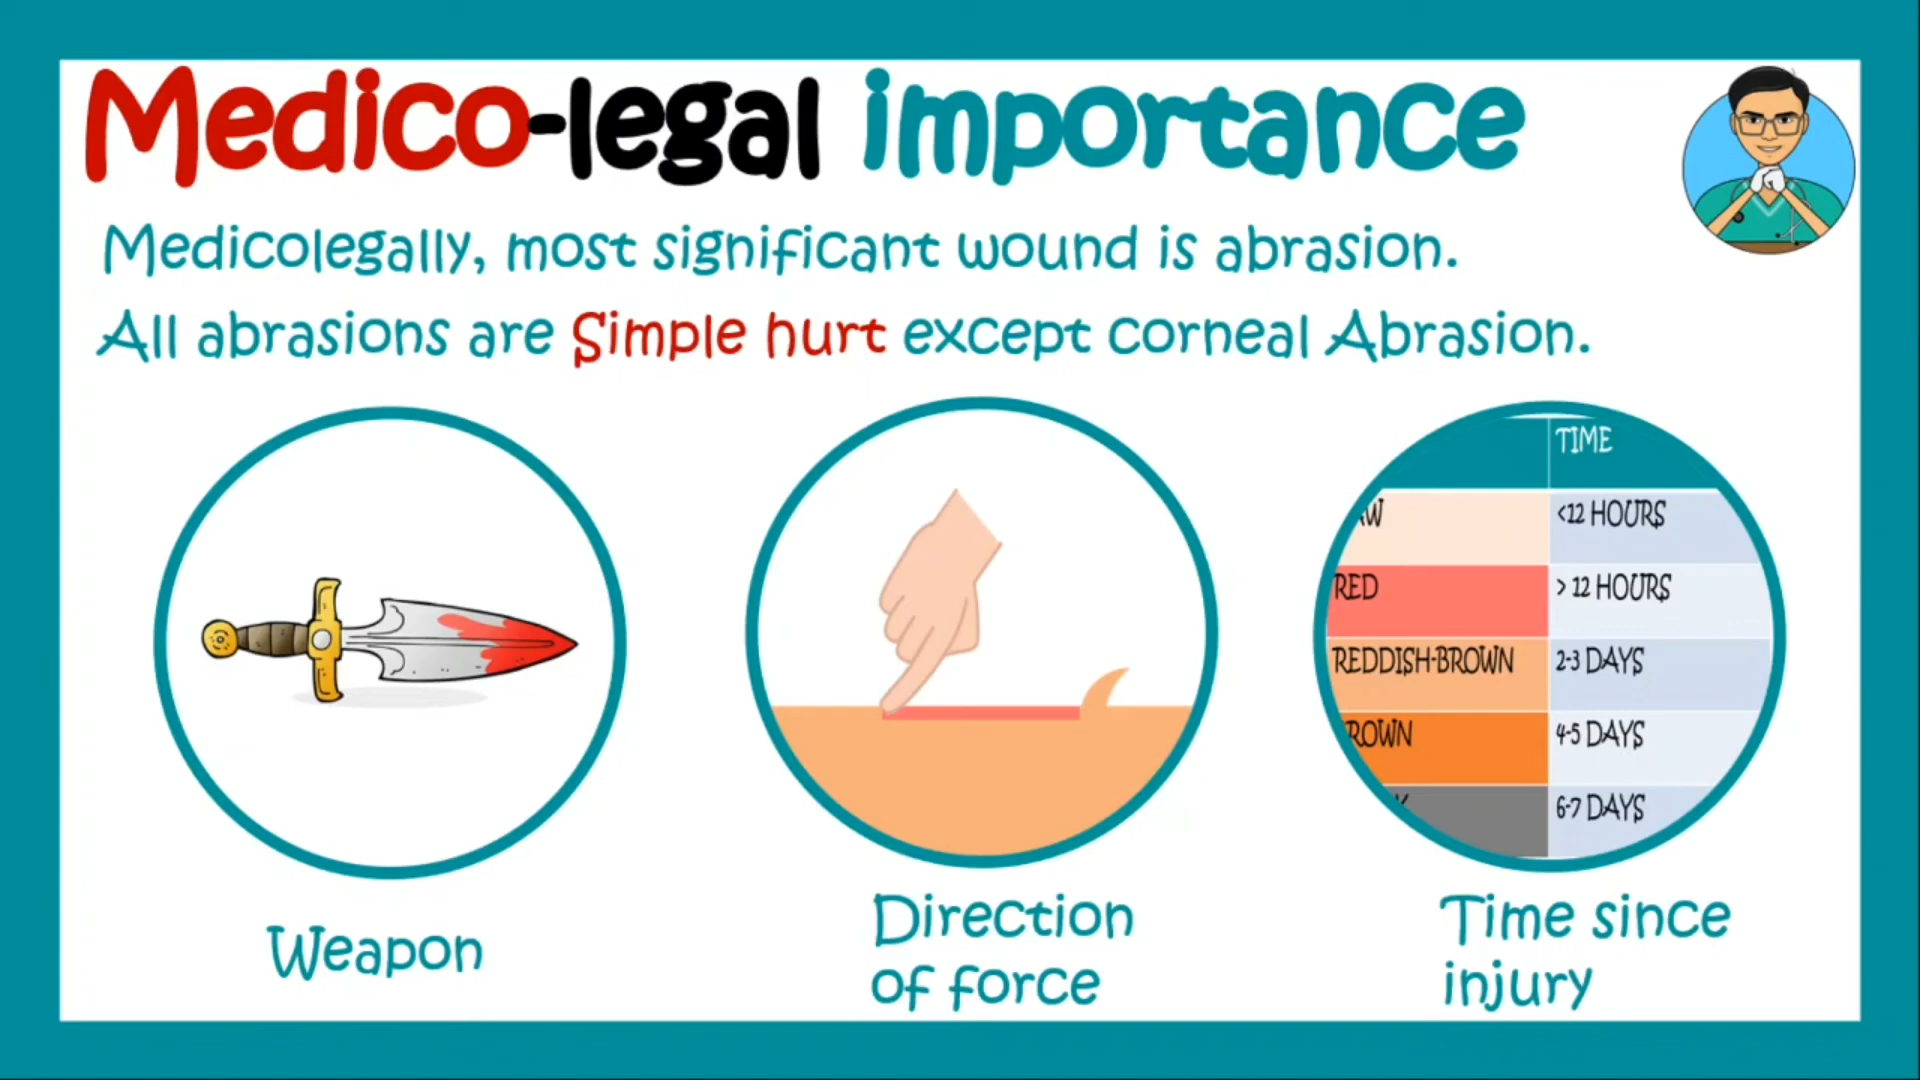 Medico-legal importance
Medicolegally, most significant wound is abrasion.
All abrasions are Simple hurt except corneal Abrasion.
TIME
<12 HOURS
RED > 12 HOURS
REDDISH-BROWN 2-3 DAYS
ROWN 4-5 DAYS
6-7 DAYS
Weapon
Direction
of force
Time since
injury